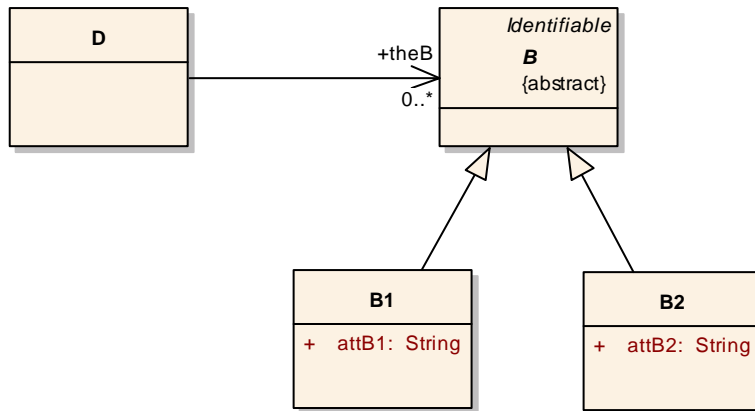 D
+theB
0..*
Identifiable
B
{abstract}
B1
+ attB1: String
B2
+ attB2: String